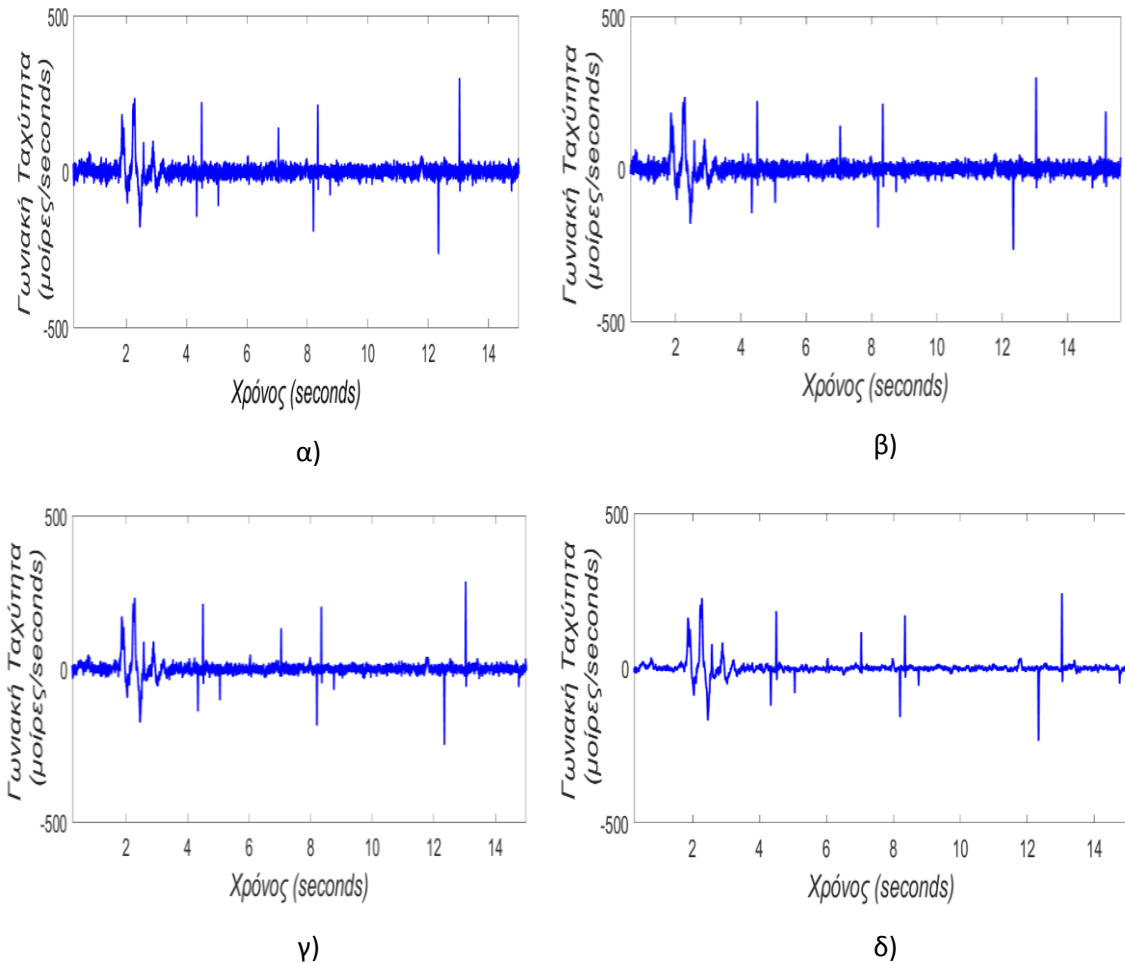 500
0
-500
Γωνιακή Ταχύτητα
(μοίρες/seconds)
2 4 6 8 10 12 14
Χρόνος (seconds)
α)
500
0
-500
Γωνιακή Ταχύτητα
(μοίρες/seconds)
2 4 6 8 10 12 14
Χρόνος (seconds)
β)
500
0
-500
Γωνιακή Ταχύτητα
(μοίρες/seconds)
2 4 6 8 10 12 14
Χρόνος (seconds)
γ)
500
0
-500
Γωνιακή Ταχύτητα
(μοίρες/seconds)
2 4 6 8 10 12 14
Χρόνος (seconds)
δ)